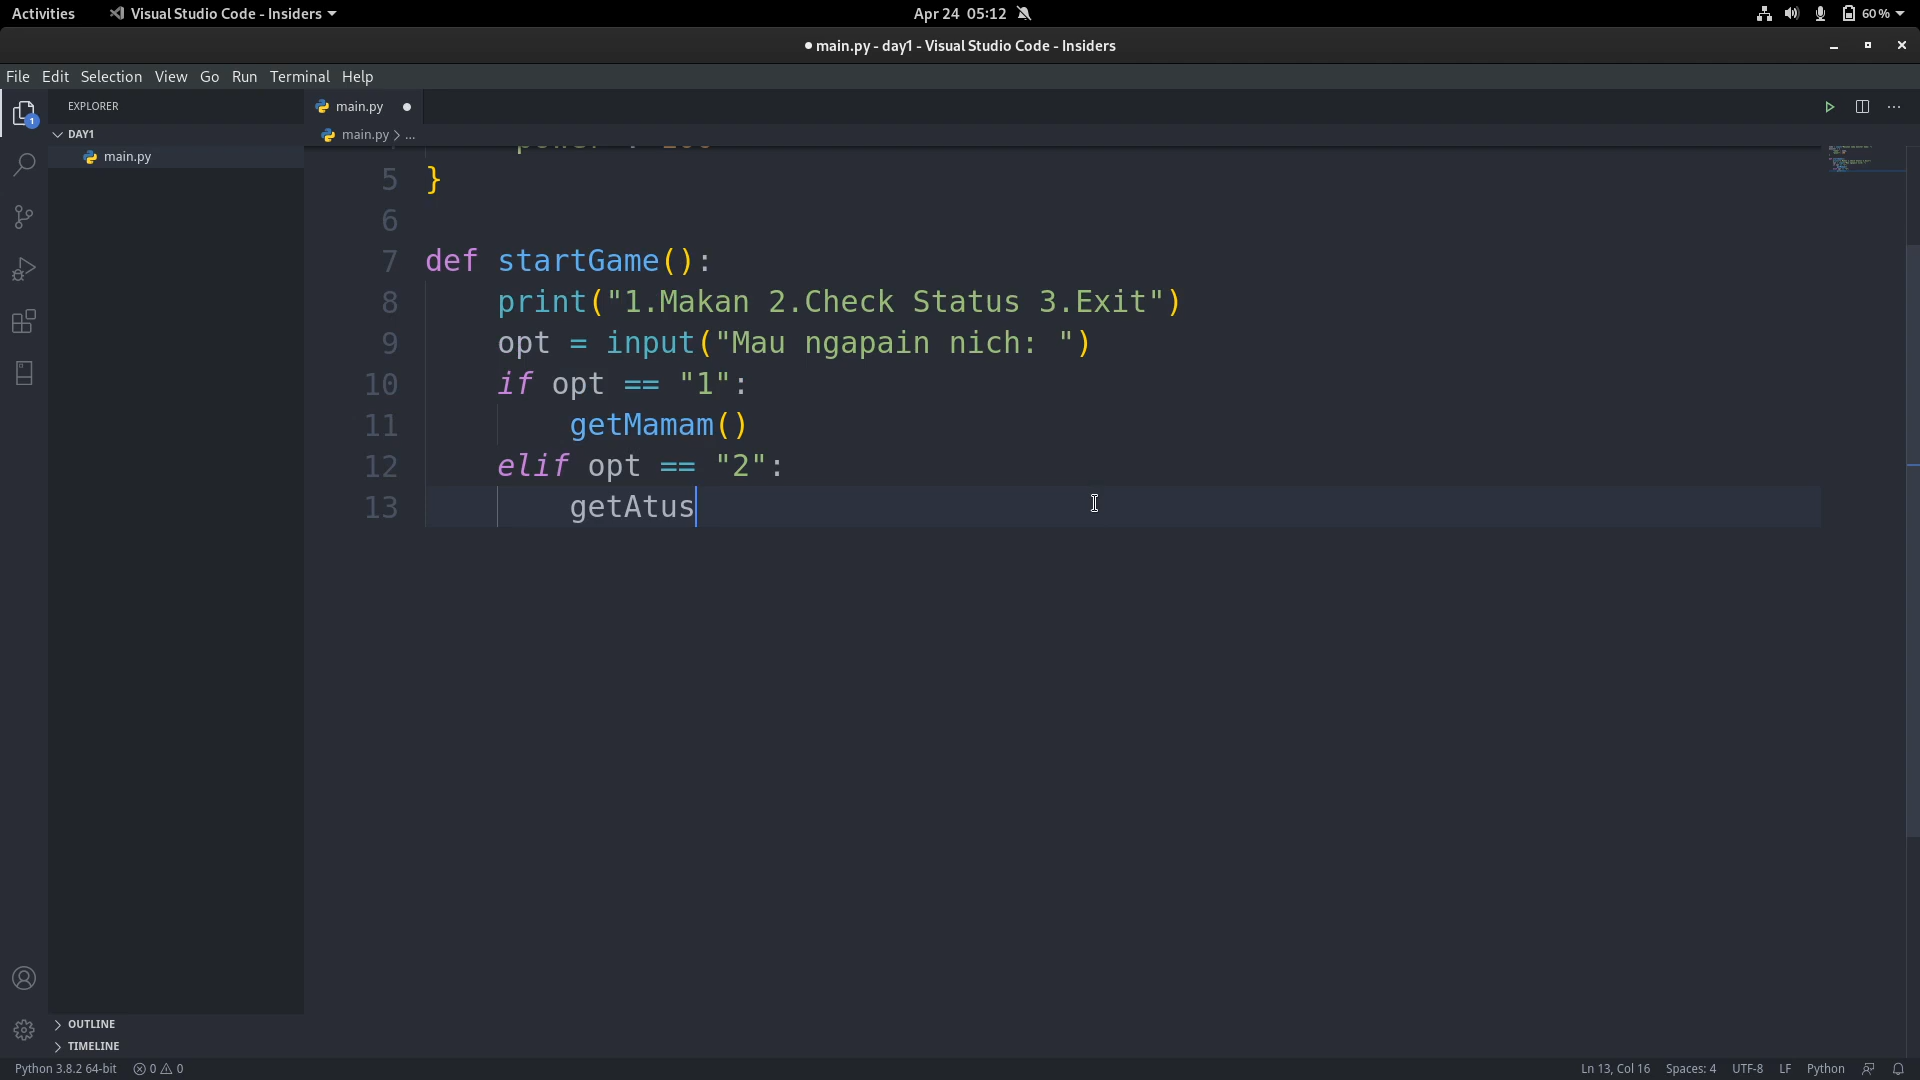 Activities Visual Studio Code - Insiders Apr 24 05:12 60 %
● main.py - day1 - Visual Studio Code - Insiders
File Edit Selection View Go Run Terminal Help
1 EXPLORER main.py
DAY1 main.py > ...
main.py
5 }
6
7 def startGame():
8 print("1.Makan 2.Check Status 3.Exit")
9 opt = input("Mau ngapain nich: ")
10 if opt == "1":
11 getMamam()
12 elif opt == "2":
13 getAtus
OUTLINE
TIMELINE
Python 3.8.2 64-bit 0 0 Ln 13, Col 16 Spaces: 4 UTF-8 LF Python